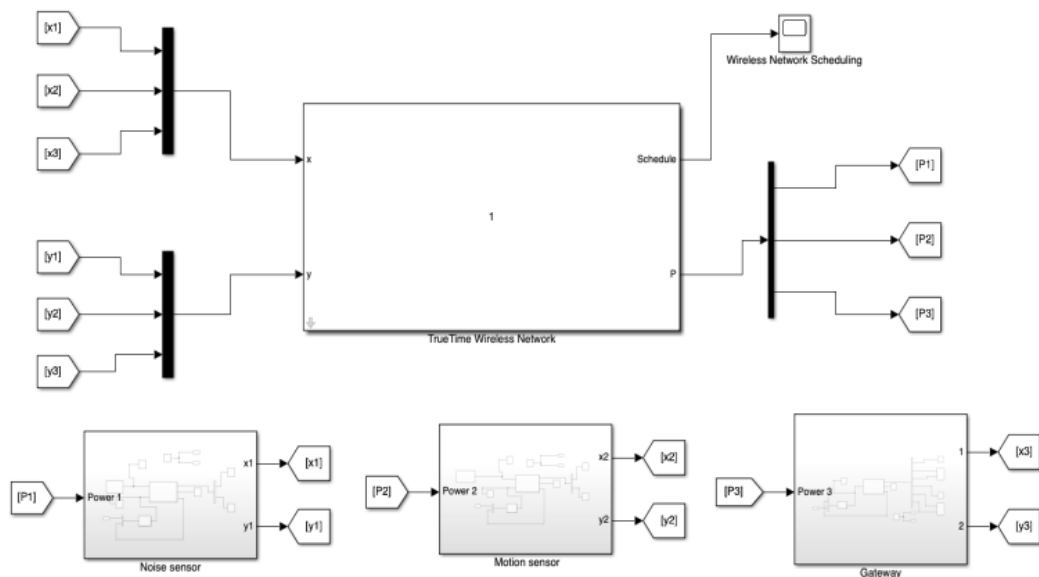 [x1]
[x2]
[x3]
Wireless Network Scheduling
x
Schedule
1
y
P
TrueTime Wireless Network
[P1]
[P2]
[P3]
[y1]
[y2]
[y3]
[P1]
Power 1
x1
y1
[x1]
[y1]
Noise sensor
[P2]
Power 2
x2
y2
[x2]
[y2]
Motion sensor
[P3]
Power 3
1
2
[x3]
[y3]
Gateway